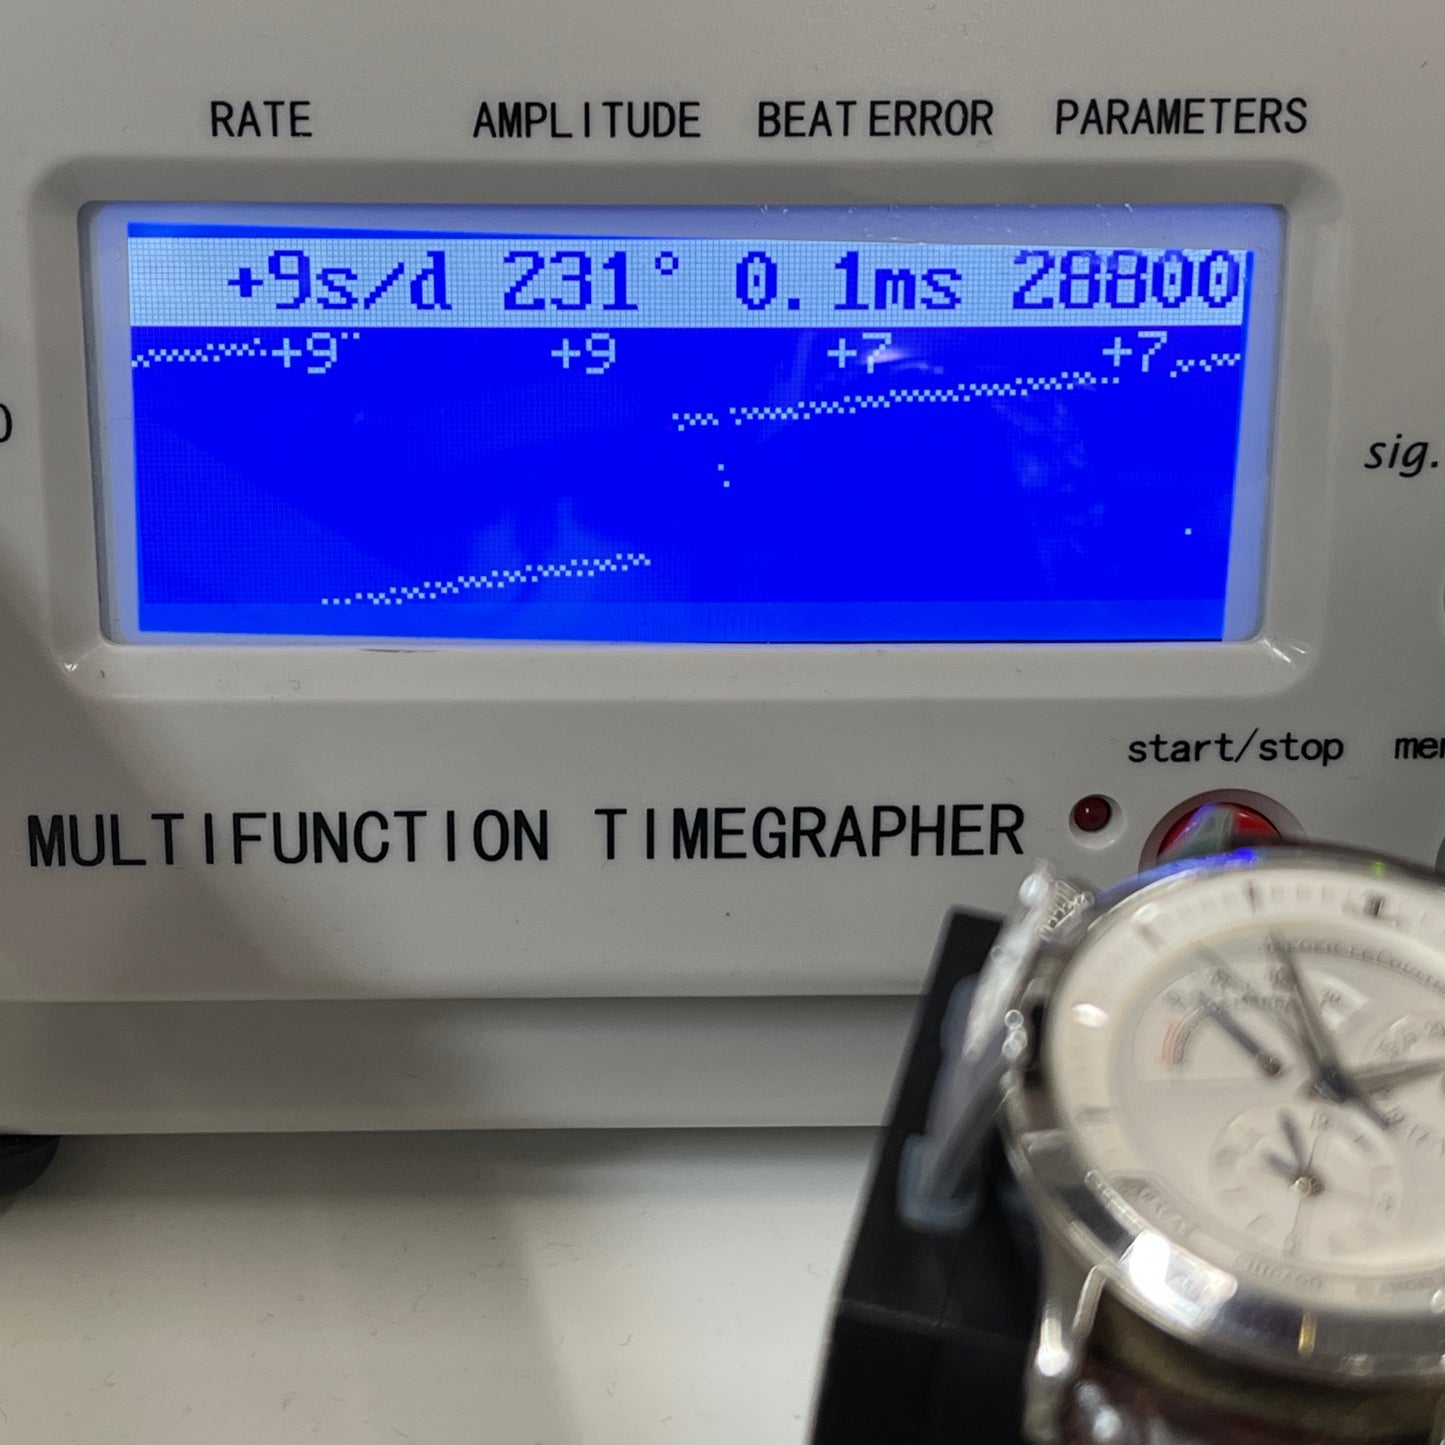 RATE AMPLITUDE BEAT ERROR PARAMETERS
+9s/d 231° 0.1ms 28800
+9 +9 +7 +7
sig.
start/stop
MULTIFUNCTION TIMEGRAPHER